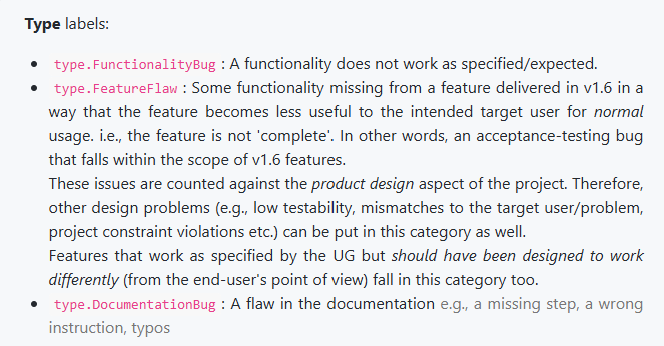 Type labels:
• type.FunctionalityBug : A functionality does not work as specified/expected.
• type.FeatureFlaw : Some functionality missing from a feature delivered in v1.6 in a
way that the feature becomes less useful to the intended target user for normal
usage. i.e., the feature is not 'complete'. In other words, an acceptance-testing bug
that falls within the scope of v1.6 features.
These issues are counted against the product design aspect of the project. Therefore,
other design problems (e.g., low testability, mismatches to the target user/problem,
project constraint violations etc.) can be put in this category as well.
Features that work as specified by the UG but should have been designed to work
differently (from the end-user's point of view) fall in this category too.
• type.DocumentationBug : A flaw in the documentation e.g., a missing step, a wrong
instruction, typos